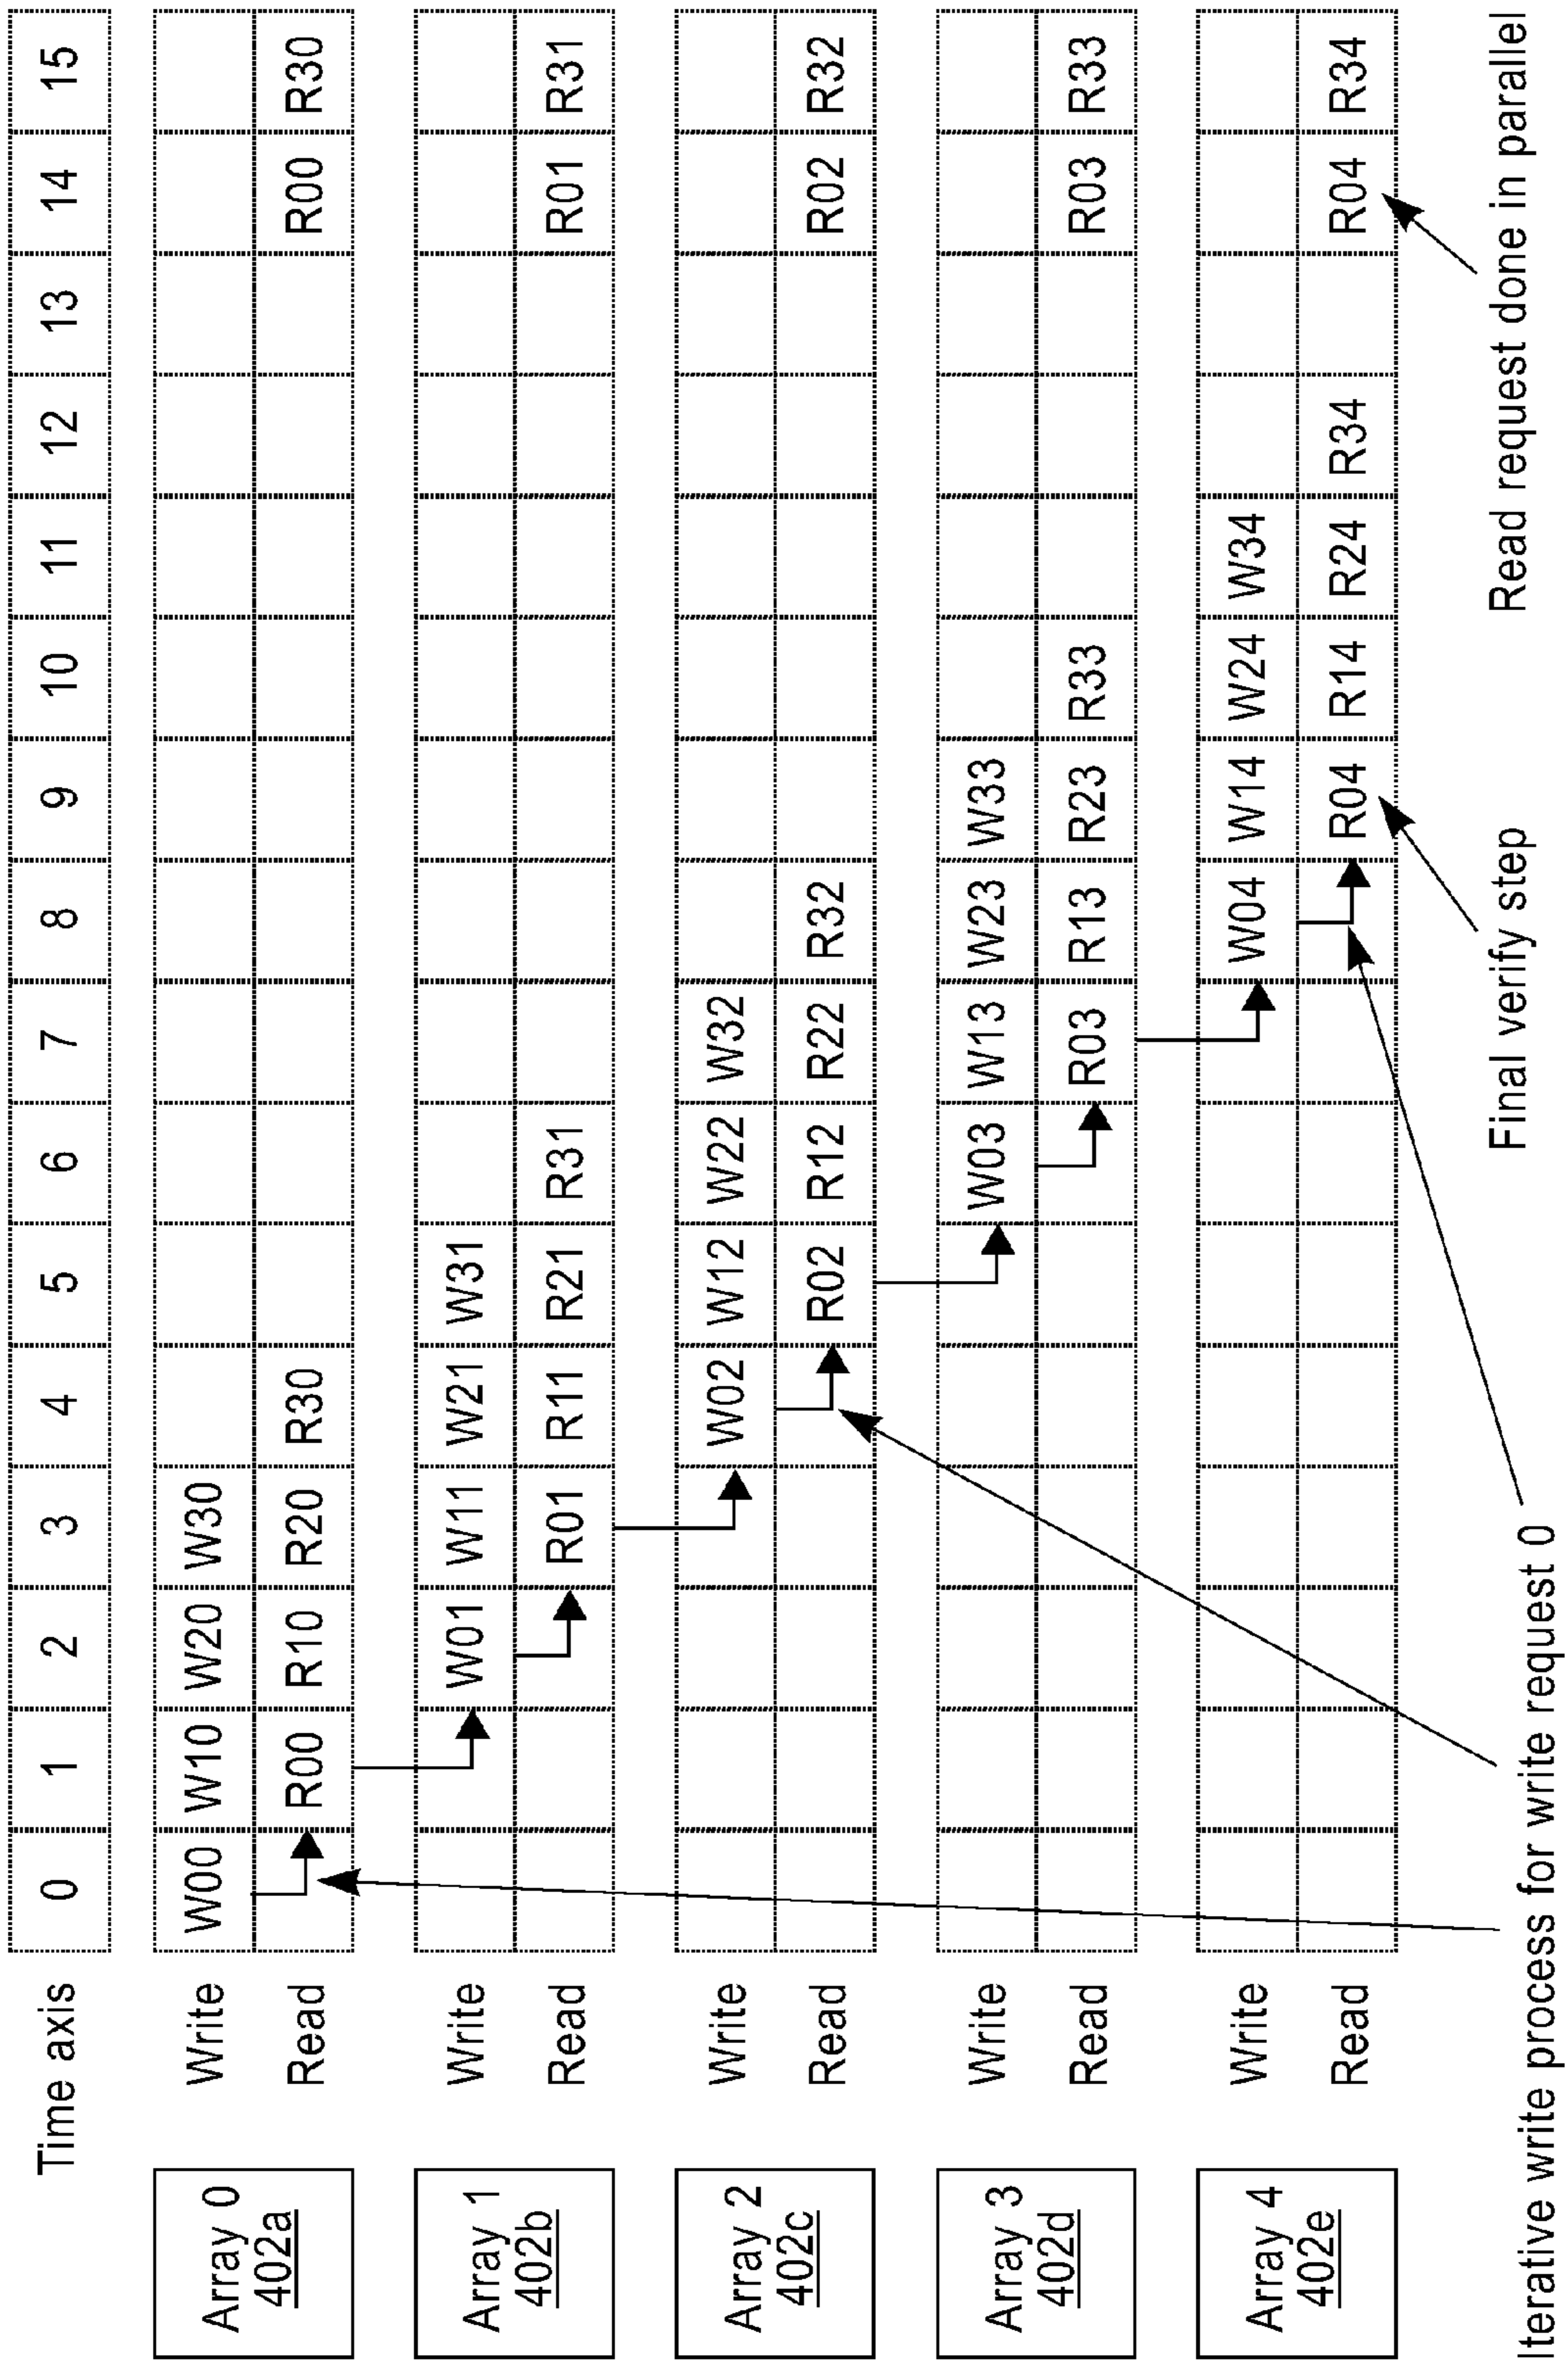 Time axis 0 1 2 3 4 5 6 7 8 9 10 11 12 13 14 15
Array 0
402a
Write W00 W10 W20 W30
Read R00 R10 R20 R30 R00 R30
Array 1
402b
Write W01 W11 W21 W31
Read R01 R11 R21 R31 R01 R31
Array 2
402c
Write W02 W12 W22 W32
Read R02 R12 R22 R32 R02 R32
Array 3
402d
Write W03 W13 W23 W33
Read R03 R13 R23 R33 R03 R33
Array 4
402e
Write W04 W14 W24 W34
Read R04 R14 R24 R34 R04 R34
Final verify step
Read request done in parallel
Iterative write process for write request 0